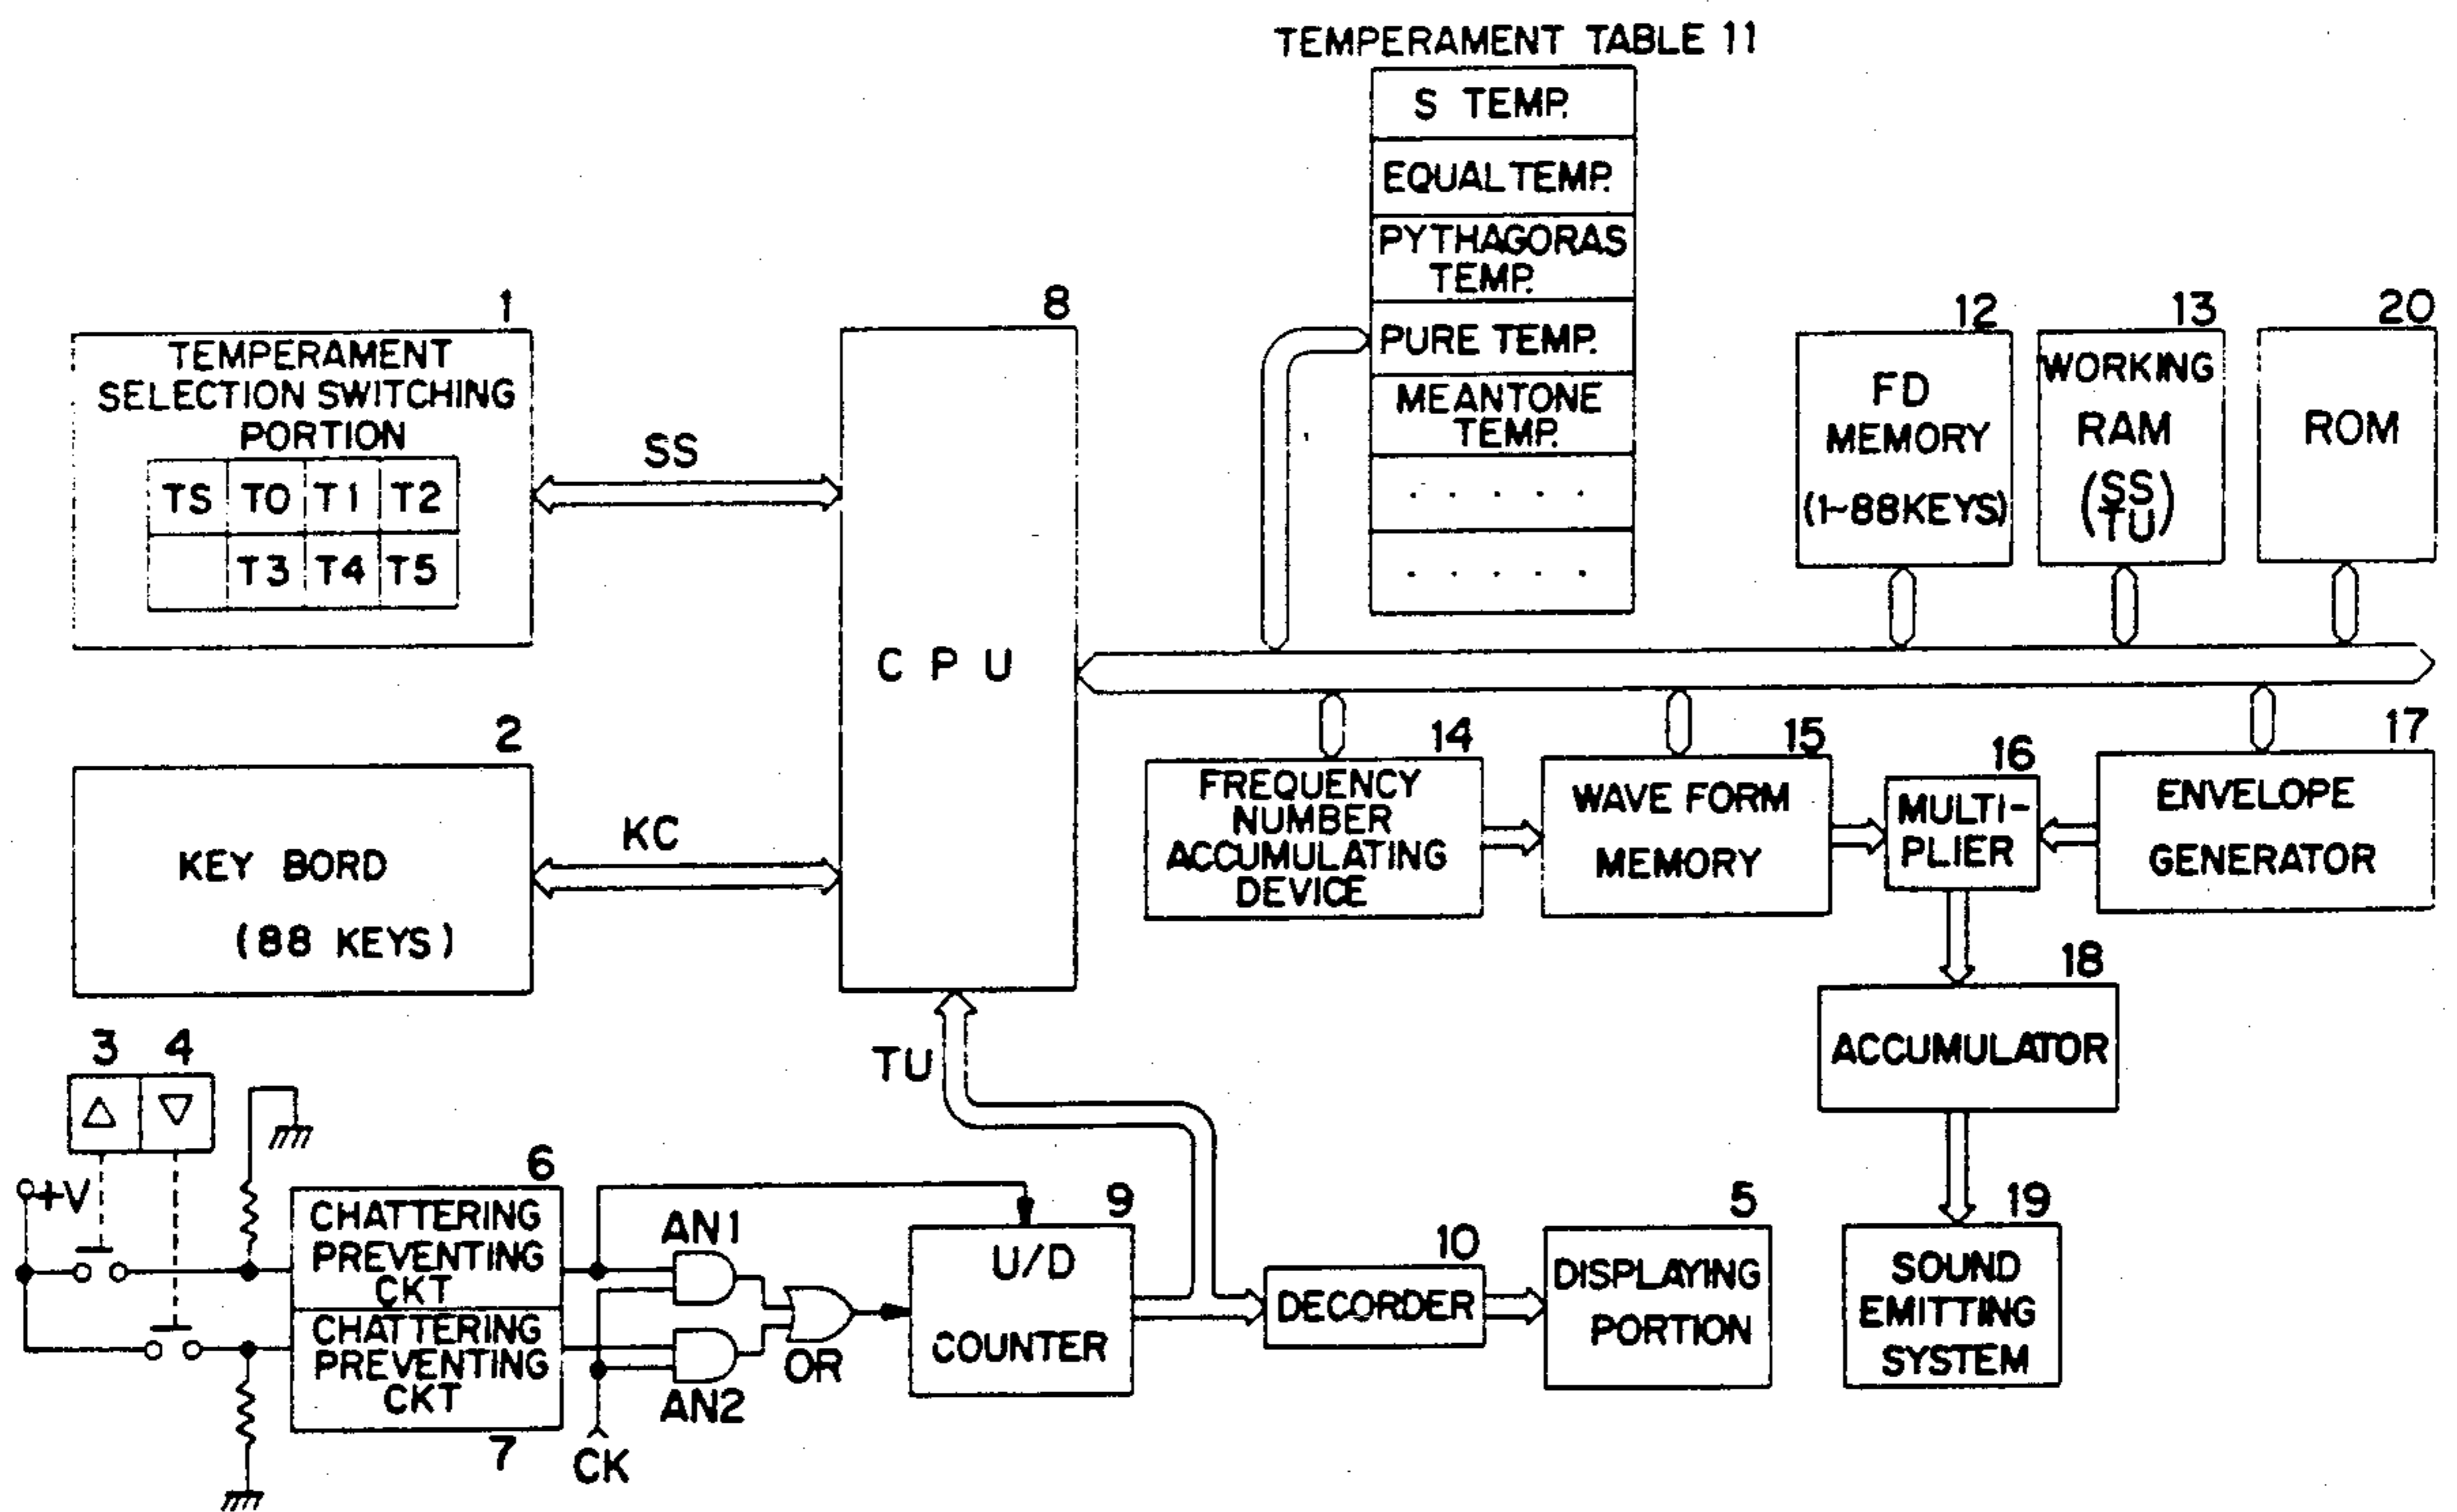 TEMPERAMENT TABLE 11
S TEMP.
EQUAL TEMP.
PYTHAGORAS
TEMP.
PURE TEMP.
MEANTONE
TEMP.
. . . . .
. . . . .
1
TEMPERAMENT
SELECTION SWITCHING
PORTION
TS T0 T1 T2
T3 T4 T5
SS
8
CPU
12
FD
MEMORY
(1~88KEYS)
13
WORKING
RAM
(SS
TU)
20
ROM
2
KEY BORD
(88 KEYS)
KC
14
FREQUENCY
NUMBER
ACCUMULATING
DEVICE
15
WAVE FORM
MEMORY
16
MULTI-
PLIER
17
ENVELOPE
GENERATOR
18
ACCUMULATOR
19
SOUND
EMITTING
SYSTEM
3 4
△ ▽
+V
6
CHATTERING
PREVENTING
CKT
CHATTERING
PREVENTING
CKT
7
AN1
AN2
OR
CK
9
U/D
COUNTER
TU
10
DECORDER
5
DISPLAYING
PORTION